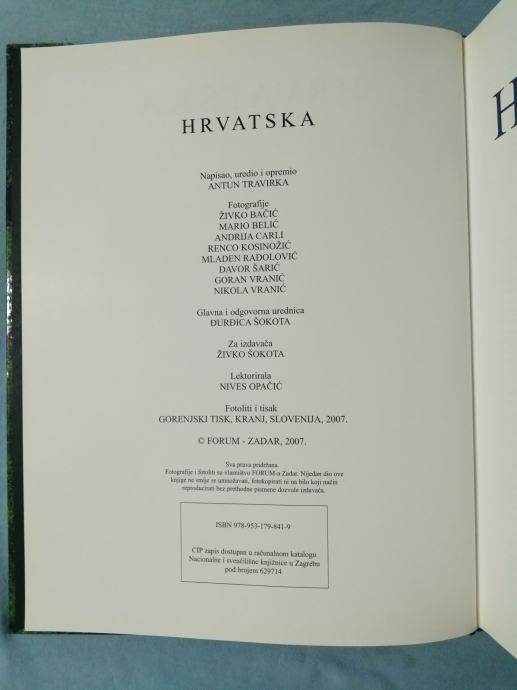 HRVATSKA
Napisao, uredio i opremio
ANTUN TRAVIRKA
Fotografije
ŽIVKO BAČIĆ
MARIO BELIĆ
ANDRIJA CARLI
RENCO KOSINOŽIĆ
MLADEN RADOLOVIĆ
DAVOR ŠARIĆ
GORAN VRANIĆ
NIKOLA VRANIĆ
Glavna i odgovorna urednica
ĐURĐICA ŠOKOTA
Za izdavača
ŽIVKO ŠOKOTA
Lektorirala
NIVES OPAČIĆ
Fotoliti i tisak
GORENJSKI TISK, KRANJ, SLOVENIJA, 2007.
© FORUM - ZADAR, 2007.
Sva prava pridržana.
Fotografije i fotoliti su vlasništvo FORUM-a Zadar. Nijedan dio ove
knjige ne smije se umnožavati, fotokopirati ni na bilo koji način
reproducirati bez prethodne pismene dozvole izdavača.
ISBN 978-953-179-841-9
CIP zapis dostupan u računalnom katalogu
Nacionalne i sveučilišne knjižnice u Zagrebu
pod brojem 629714
H